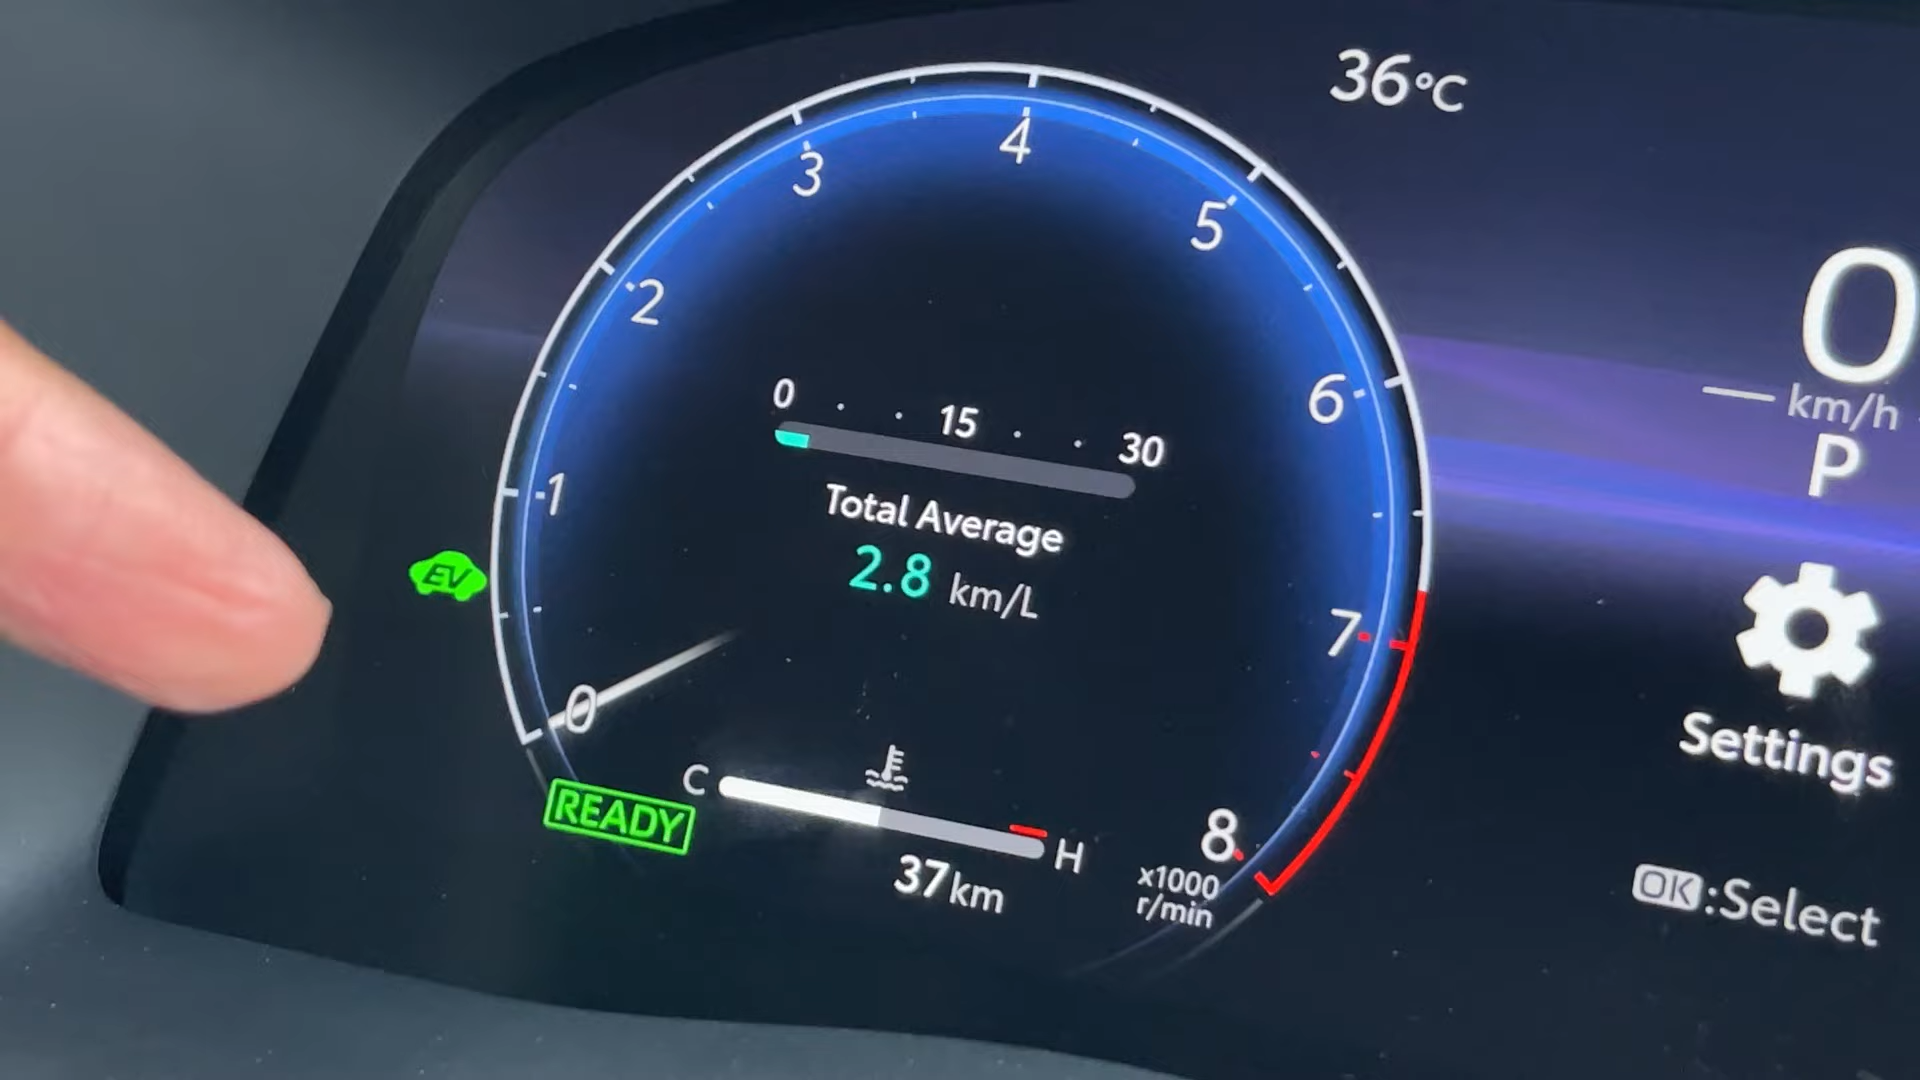 36°C
4
3
5
2
0
6
0 . . 15 . . 30
km/h
P
1
Total Average
EV
2.8 km/L
7
0
Settings
C
H
READY
8
37km
x1000
r/min
OK:Select